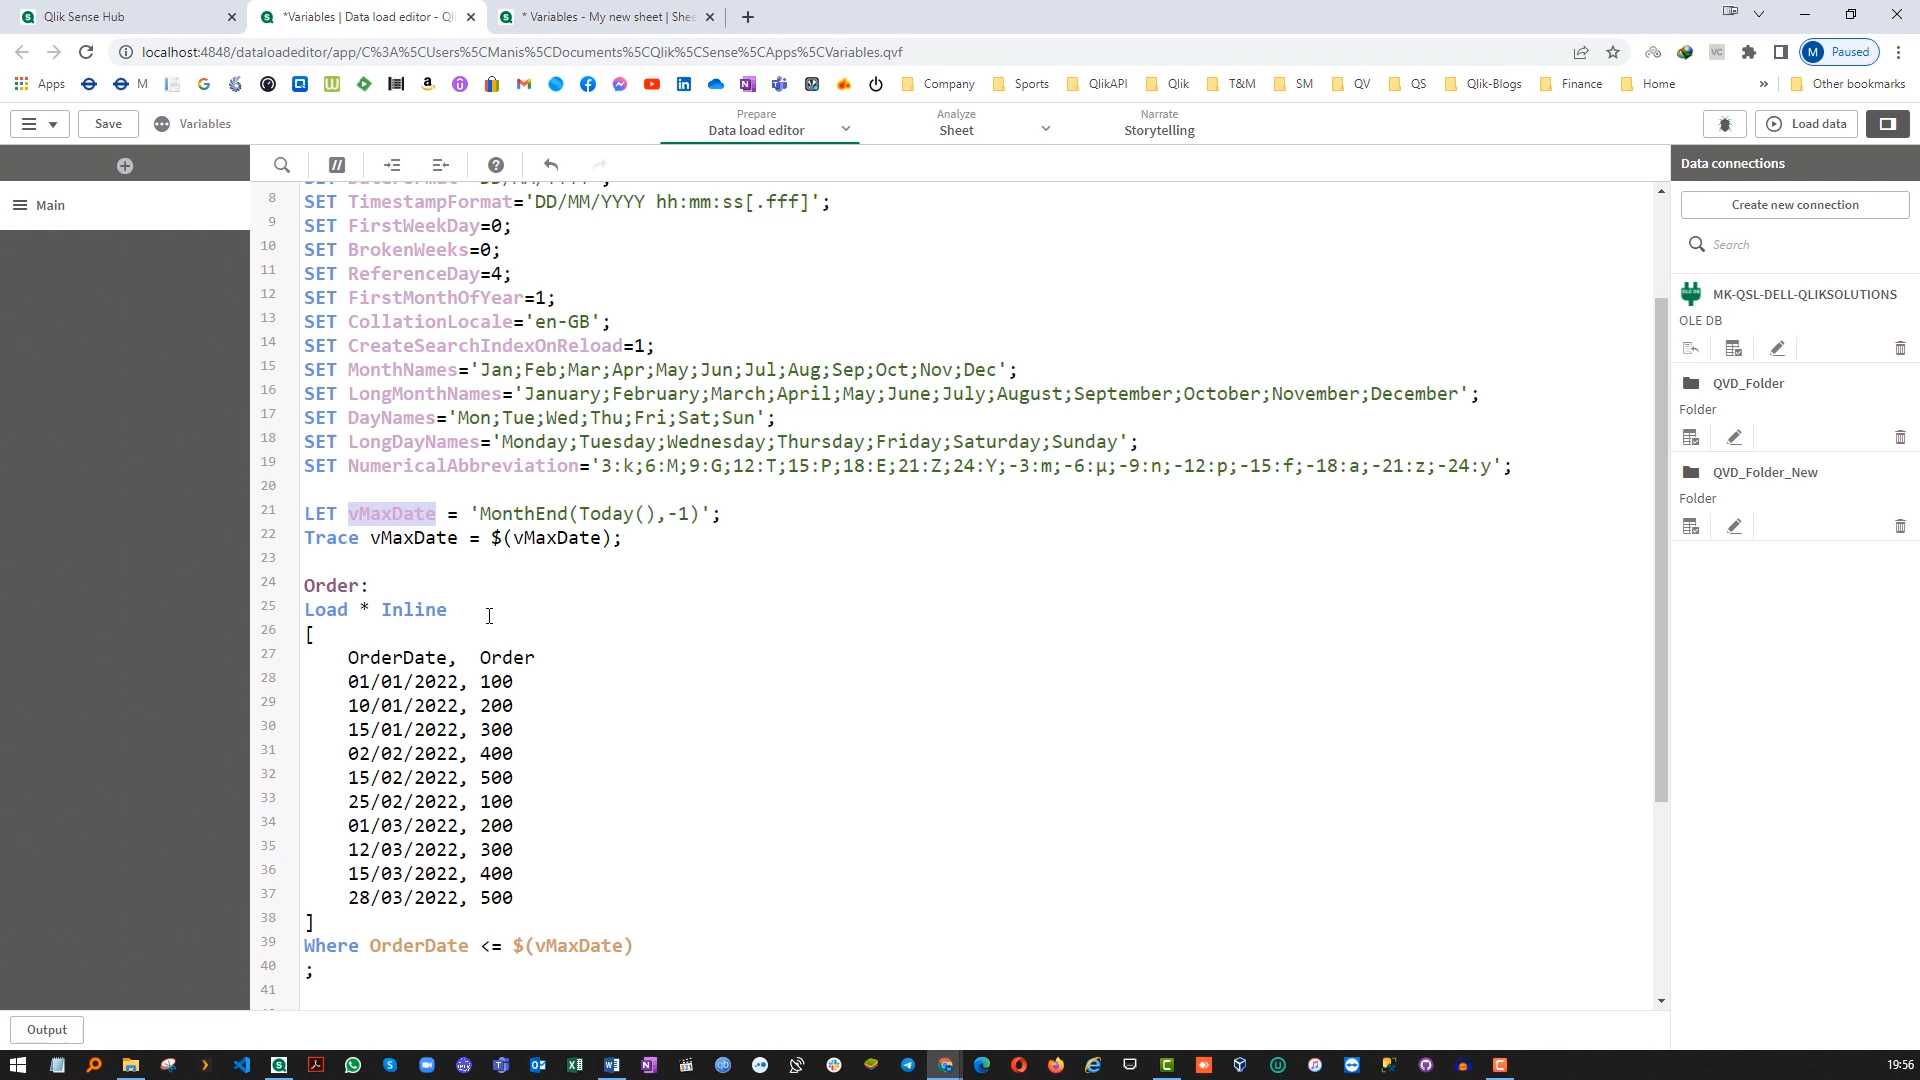 Qlik Sense Hub
*Variables | Data load editor - Qli
* Variables - My new sheet | Shee
localhost:4848/dataloadeditor/app/C%3A%5CUsers%5CManis%5CDocuments%5CQlik%5CSense%5CApps%5CVariables.qvf
M Paused
Apps M Company Sports QlikAPI Qlik T&M SM QV QS Qlik-Blogs Finance Home » Other bookmarks
Save Variables
Prepare
Data load editor
Analyze
Sheet
Narrate
Storytelling
Load data
Main
8 SET TimestampFormat='DD/MM/YYYY hh:mm:ss[.fff]';
9 SET FirstWeekDay=0;
10 SET BrokenWeeks=0;
11 SET ReferenceDay=4;
12 SET FirstMonthOfYear=1;
13 SET CollationLocale='en-GB';
14 SET CreateSearchIndexOnReload=1;
15 SET MonthNames='Jan;Feb;Mar;Apr;May;Jun;Jul;Aug;Sep;Oct;Nov;Dec';
16 SET LongMonthNames='January;February;March;April;May;June;July;August;September;October;November;December';
17 SET DayNames='Mon;Tue;Wed;Thu;Fri;Sat;Sun';
18 SET LongDayNames='Monday;Tuesday;Wednesday;Thursday;Friday;Saturday;Sunday';
19 SET NumericalAbbreviation='3:k;6:M;9:G;12:T;15:P;18:E;21:Z;24:Y;-3:m;-6:μ;-9:n;-12:p;-15:f;-18:a;-21:z;-24:y';
20
21 LET vMaxDate = 'MonthEnd(Today(),-1)';
22 Trace vMaxDate = $(vMaxDate);
23
24 Order:
25 Load * Inline
26 [
27 OrderDate, Order
28 01/01/2022, 100
29 10/01/2022, 200
30 15/01/2022, 300
31 02/02/2022, 400
32 15/02/2022, 500
33 25/02/2022, 100
34 01/03/2022, 200
35 12/03/2022, 300
36 15/03/2022, 400
37 28/03/2022, 500
38 ]
39 Where OrderDate <= $(vMaxDate)
40 ;
41
Data connections
Create new connection
Search
MK-QSL-DELL-QLIKSOLUTIONS
OLE DB
QVD_Folder
Folder
QVD_Folder_New
Folder
Output
19:56